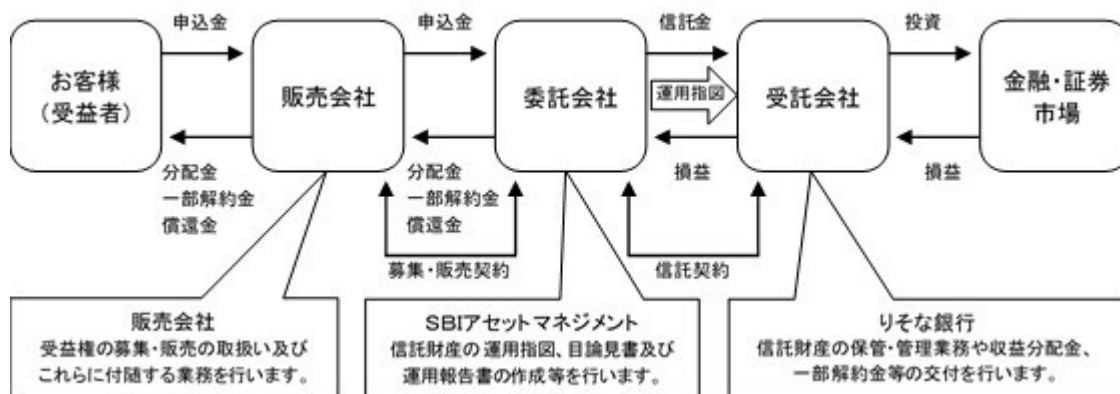 申込金
申込金
信託金
投資
お客様
（受益者）
販売会社
委託会社
運用指図
受託会社
金融・証券
市場
分配金
一部解約金
償還金
分配金
一部解約金
償還金
損益
損益
募集・販売契約
信託契約
販売会社
受益権の募集・販売の取扱い及び
これらに付随する業務を行います。
SBIアセットマネジメント
信託財産の運用指図、目論見書及び
運用報告書の作成等を行います。
りそな銀行
信託財産の保管・管理業務や収益分配金、
一部解約金等の交付を行います。